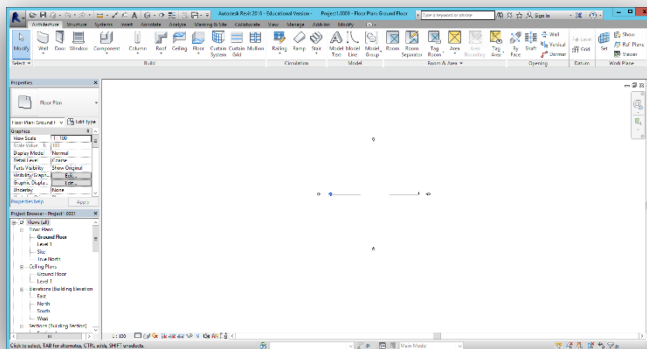 Autodesk Revit 2016 - Educational Version - Project1.0001 - Floor Plan: Ground Floor
Type a keyword or phrase
Sign In
Architecture Structure Systems Insert Annotate Analyze Massing & Site Collaborate View Manage Add-Ins Modify
Modify Wall Door Window Component Column Roof Ceiling Floor Curtain System Curtain Grid Mullion Railing Ramp Stair Model Text Model Line Model Group Room Room Separator Tag Room Area Area Boundary Tag Area By Face Shaft Wall Vertical Dormer Level Grid Set Show Ref Plane Viewer
Select Build Circulation Model Room & Area Opening Datum Work Plane
Properties
Floor Plan
Floor Plan: Ground F Edit Type
Graphics
View Scale 1 : 100
Scale Value 1: 100
Display Model Normal
Detail Level Coarse
Parts Visibility Show Original
Visibility/Graph... Edit...
Graphic Displa... Edit...
Underlay None
Properties help Apply
Project Browser - Project1.0001
Views (all)
Floor Plans
Ground Floor
Level 1
Site
True North
Ceiling Plans
Ground Floor
Level 1
Elevations (Building Elevation
East
North
South
West
Sections (Building Section)
1 : 100
Click to select, TAB for alternates, CTRL adds, SHIFT unselects.
Main Model